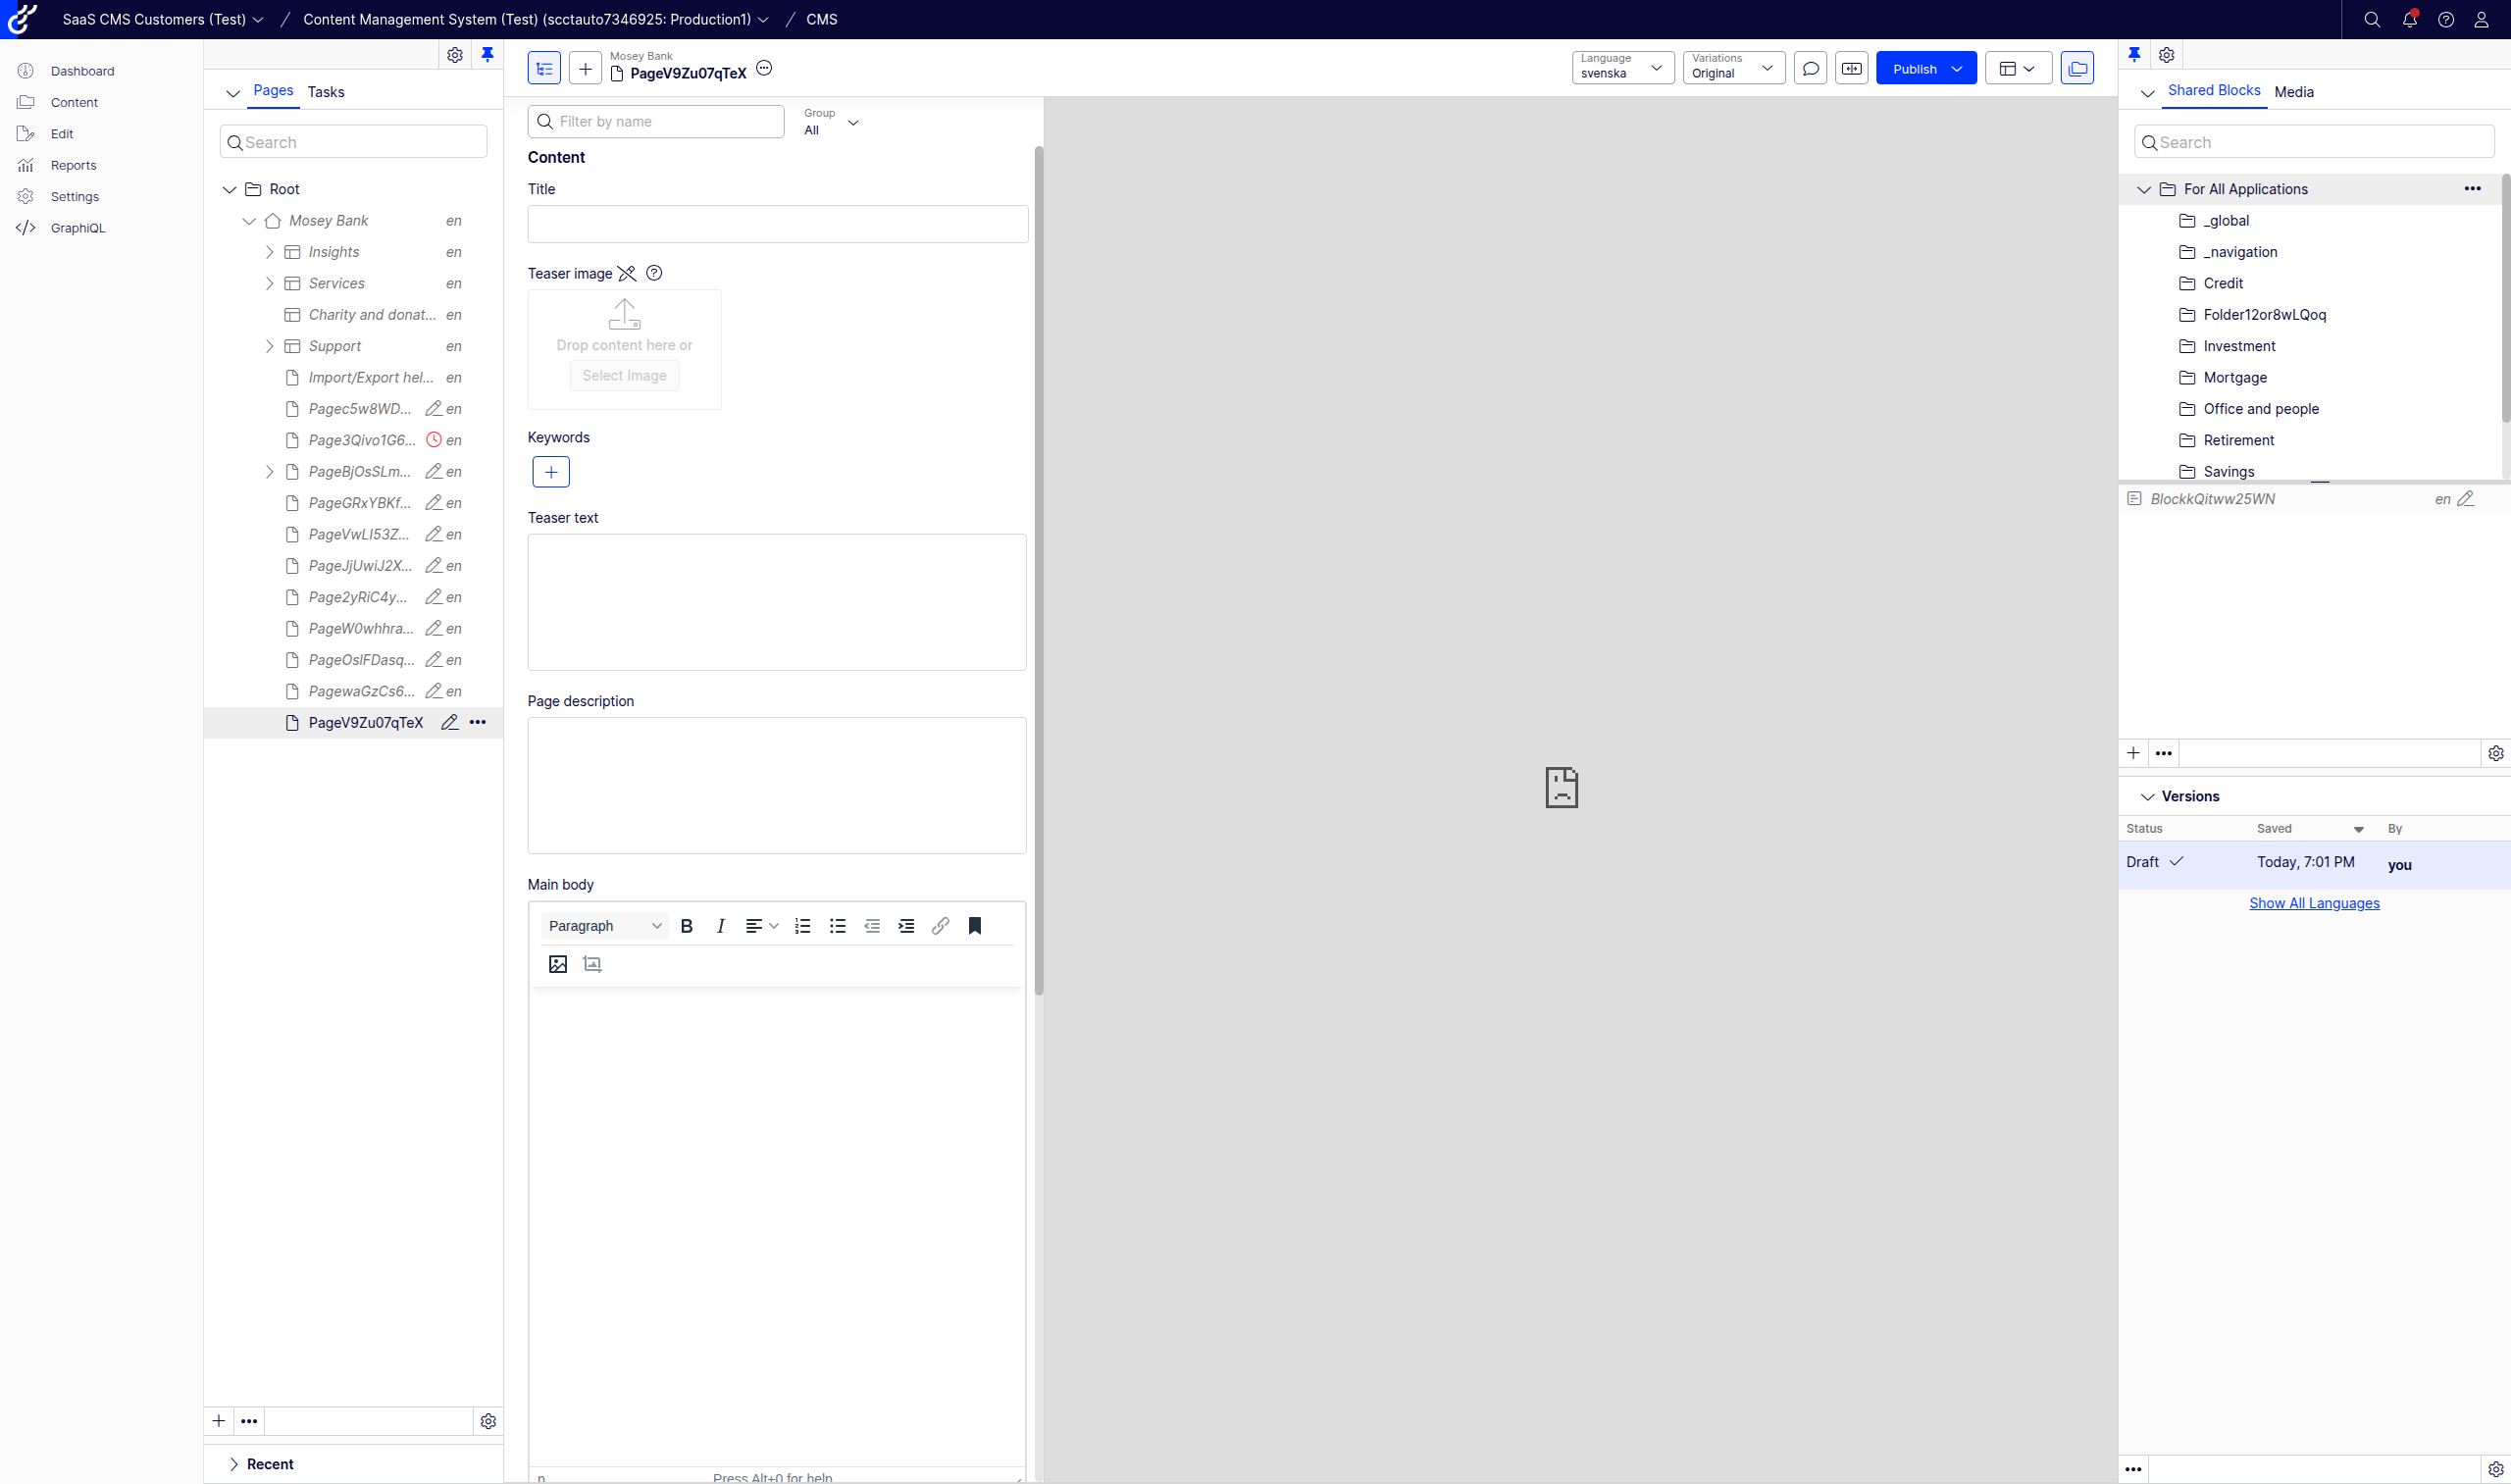 SaaS CMS Customers (Test)
Content Management System (Test) (scctauto7346925: Production1)
CMS
Dashboard
Content
Edit
Reports
Settings
GraphiQL
Pages
Tasks
Search
Root
Mosey Bank en
Insights en
Services en
Charity and donat... en
Support en
Import/Export hel... en
Pagec5w8WD... en
Page3Qivo1G6... en
PageBjOsSLm... en
PageGRxYBKf... en
PageVwLI53Z... en
PageJjUwiJ2X... en
Page2yRiC4y... en
PageW0whhra... en
PageOslFDasq... en
PagewaGzCs6... en
PageV9Zu07qTeX
Recent
Mosey Bank
PageV9Zu07qTeX
Language
svenska
Variations
Original
Publish
Filter by name
Group
All
Content
Title
Teaser image
Drop content here or
Select Image
Keywords
Teaser text
Page description
Main body
Paragraph
Press Alt+0 for help
Shared Blocks
Media
Search
For All Applications
_global
_navigation
Credit
Folder12or8wLQoq
Investment
Mortgage
Office and people
Retirement
Savings
BlockkQitww25WN en
Versions
Status Saved By
Draft Today, 7:01 PM you
Show All Languages